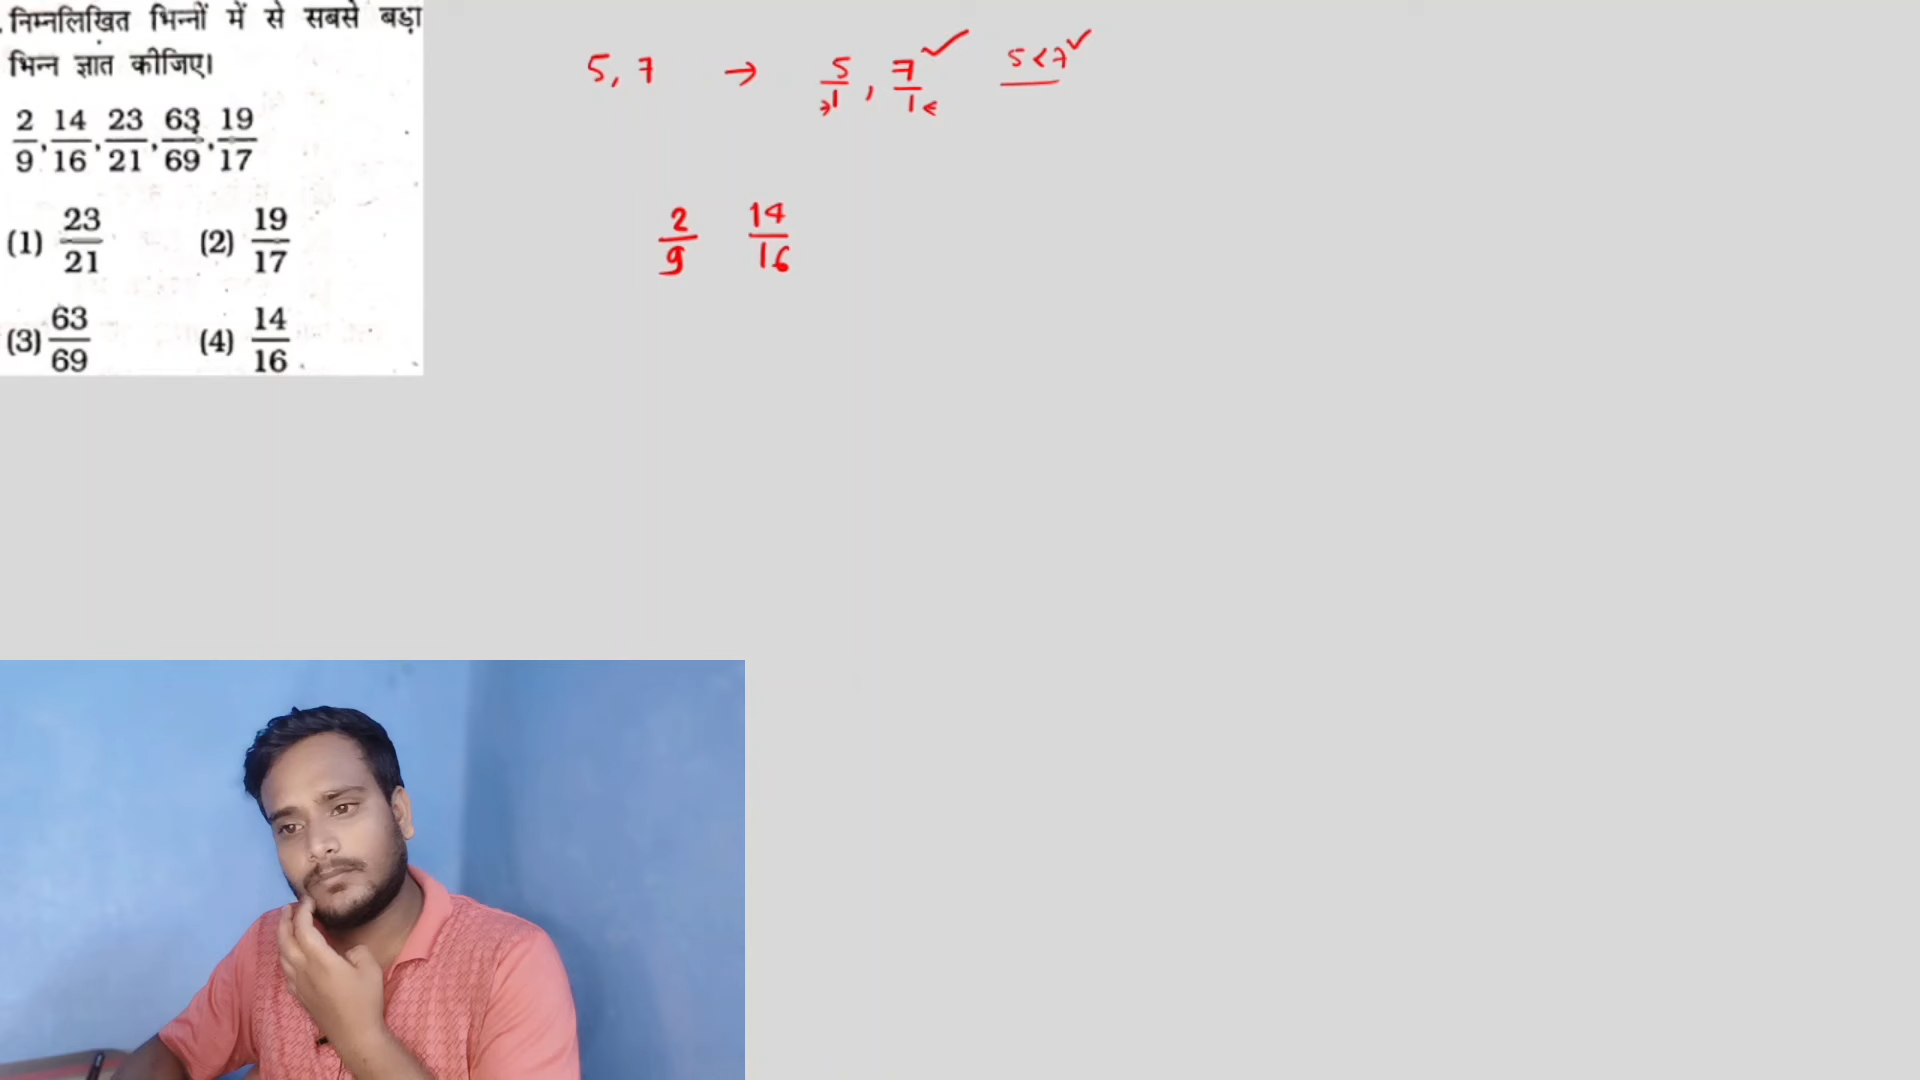 निम्नलिखित भिन्नों में से सबसे बड़ा
भिन्न ज्ञात कीजिए।
2/9, 14/16, 23/21, 63/69, 19/17
(1) 23/21 (2) 19/17
(3) 63/69 (4) 14/16
5, 7 → 5/1, 7/1 ✓ 5<7 ✓
2/9 14/16